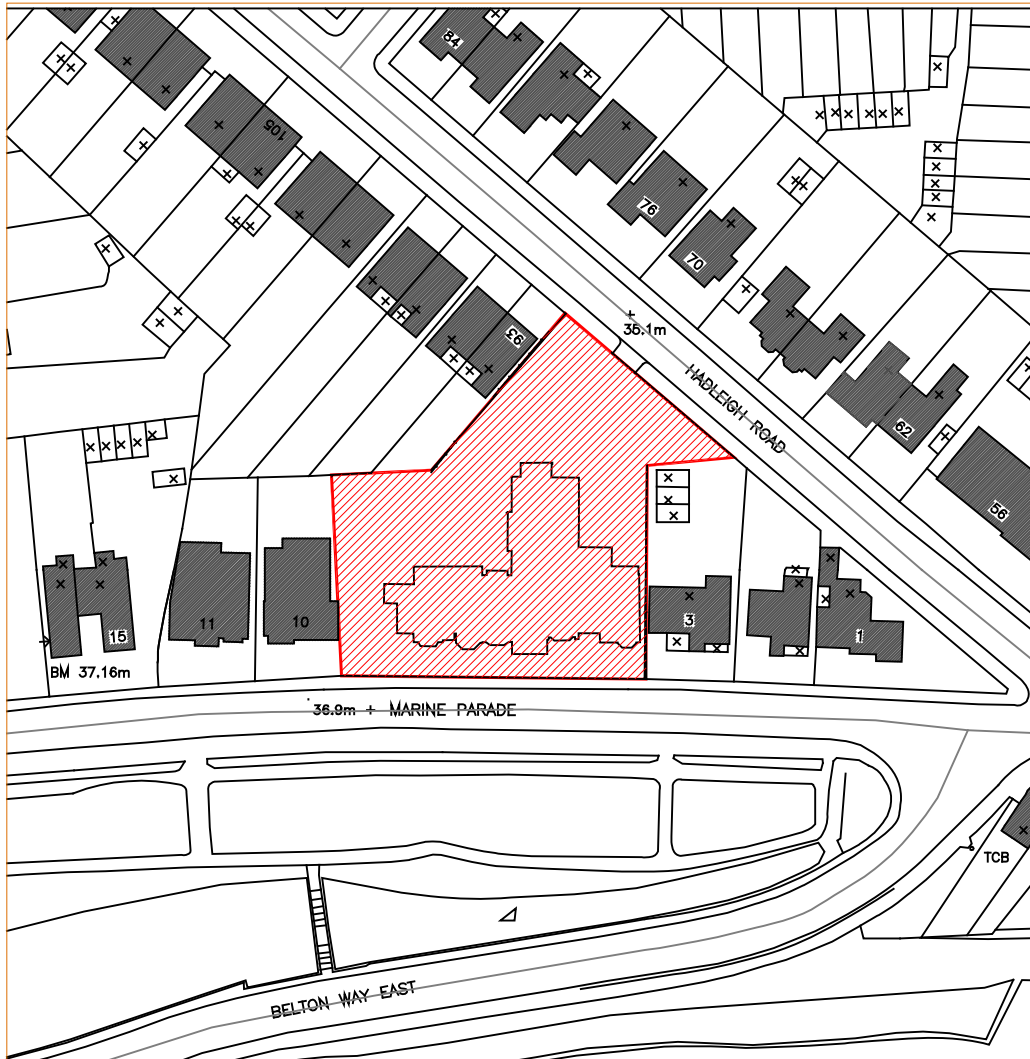 84
105
76
70
35.1m
93
HADLEIGH ROAD
62
56
15
11
10
3
1
BM 37.16m
36.9m + MARINE PARADE
TCB
BELTON WAY EAST